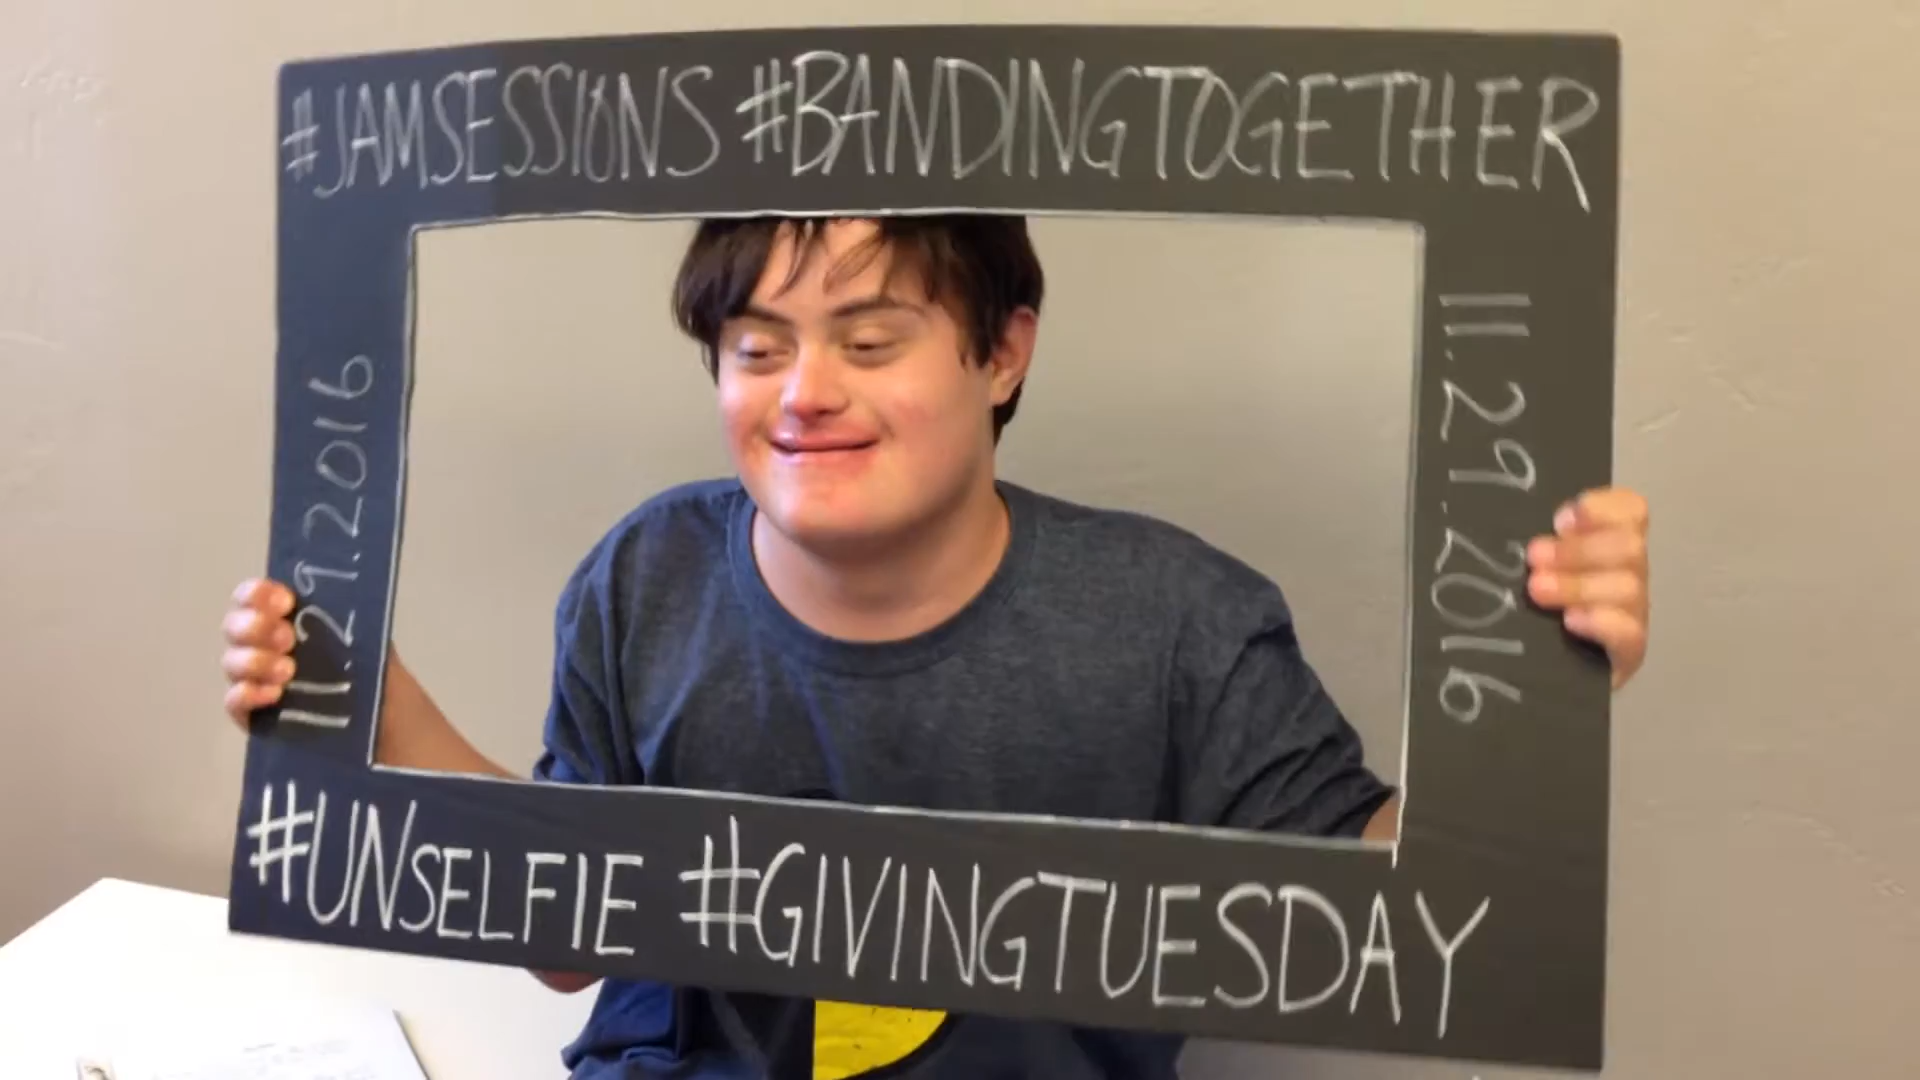 #JAMSESSIONS #BANDINGTOGETHER
11.29.2016
11.29.2016
#UNSELFIE #GIVINGTUESDAY